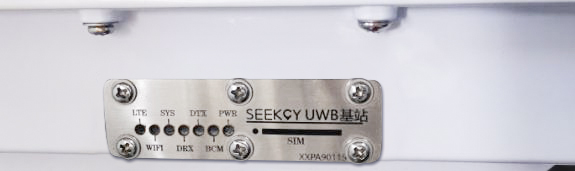 LTE SYS DTX PWR
SEEKCY UWB基站
WIFI DRX BCM
SIM
XXPA90115